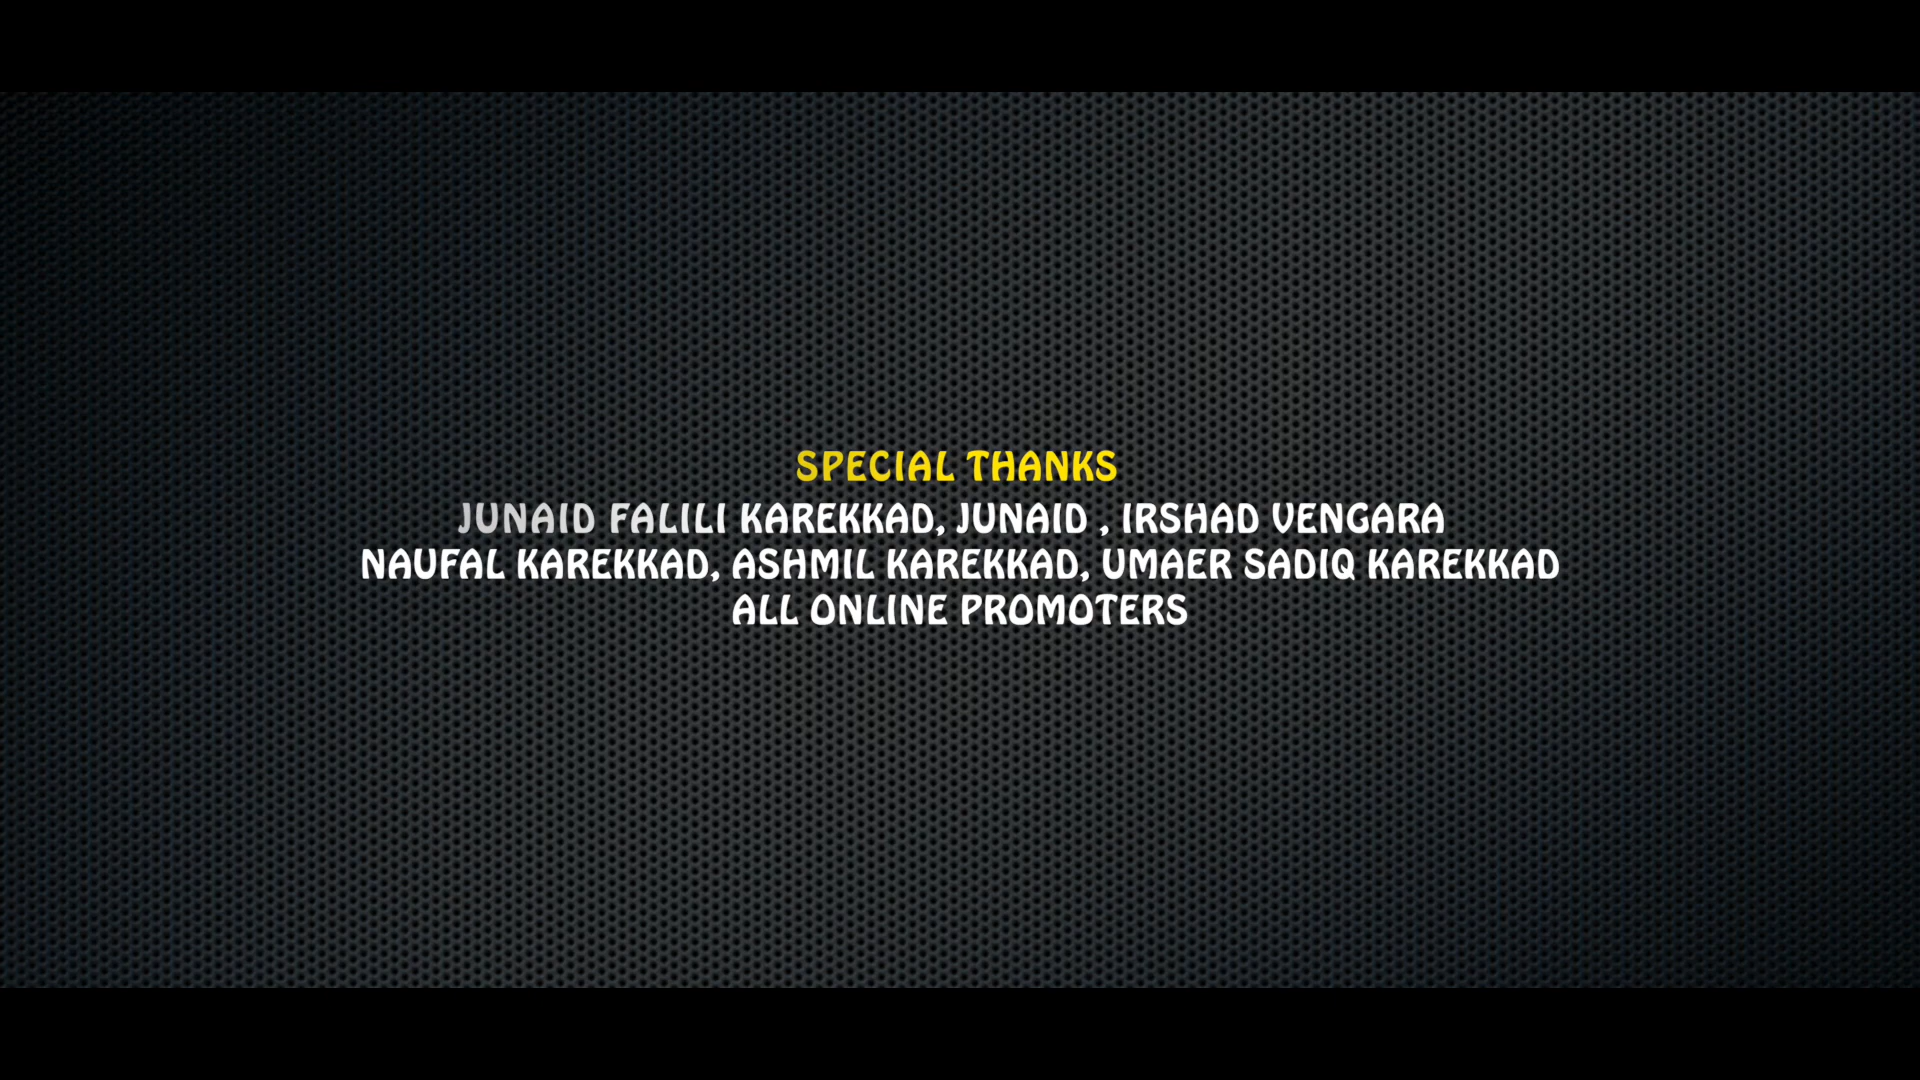 SPECIAL THANKS
JUNAID FALILI KAREKKAD, JUNAID , IRSHAD VENGARA
NAUFAL KAREKKAD, ASHMIL KAREKKAD, UMAER SADIQ KAREKKAD
ALL ONLINE PROMOTERS